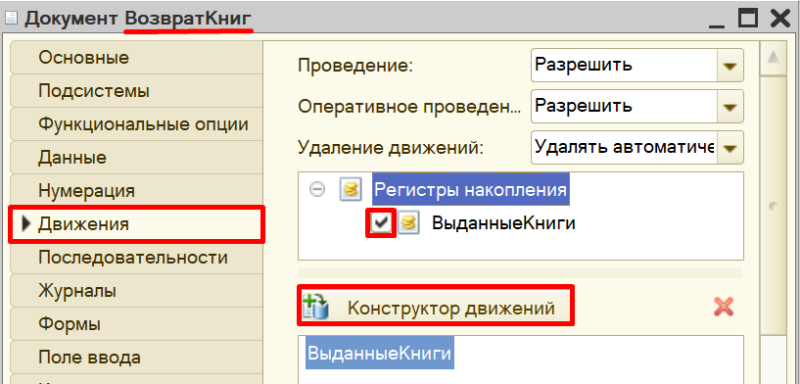 Документ ВозвратКниг
Основные
Подсистемы
Функциональные опции
Данные
Нумерация
Движения
Последовательности
Журналы
Формы
Поле ввода
Проведение: Разрешить
Оперативное проведен... Разрешить
Удаление движений: Удалять автоматиче
Регистры накопления
ВыданныеКниги
Конструктор движений
ВыданныеКниги